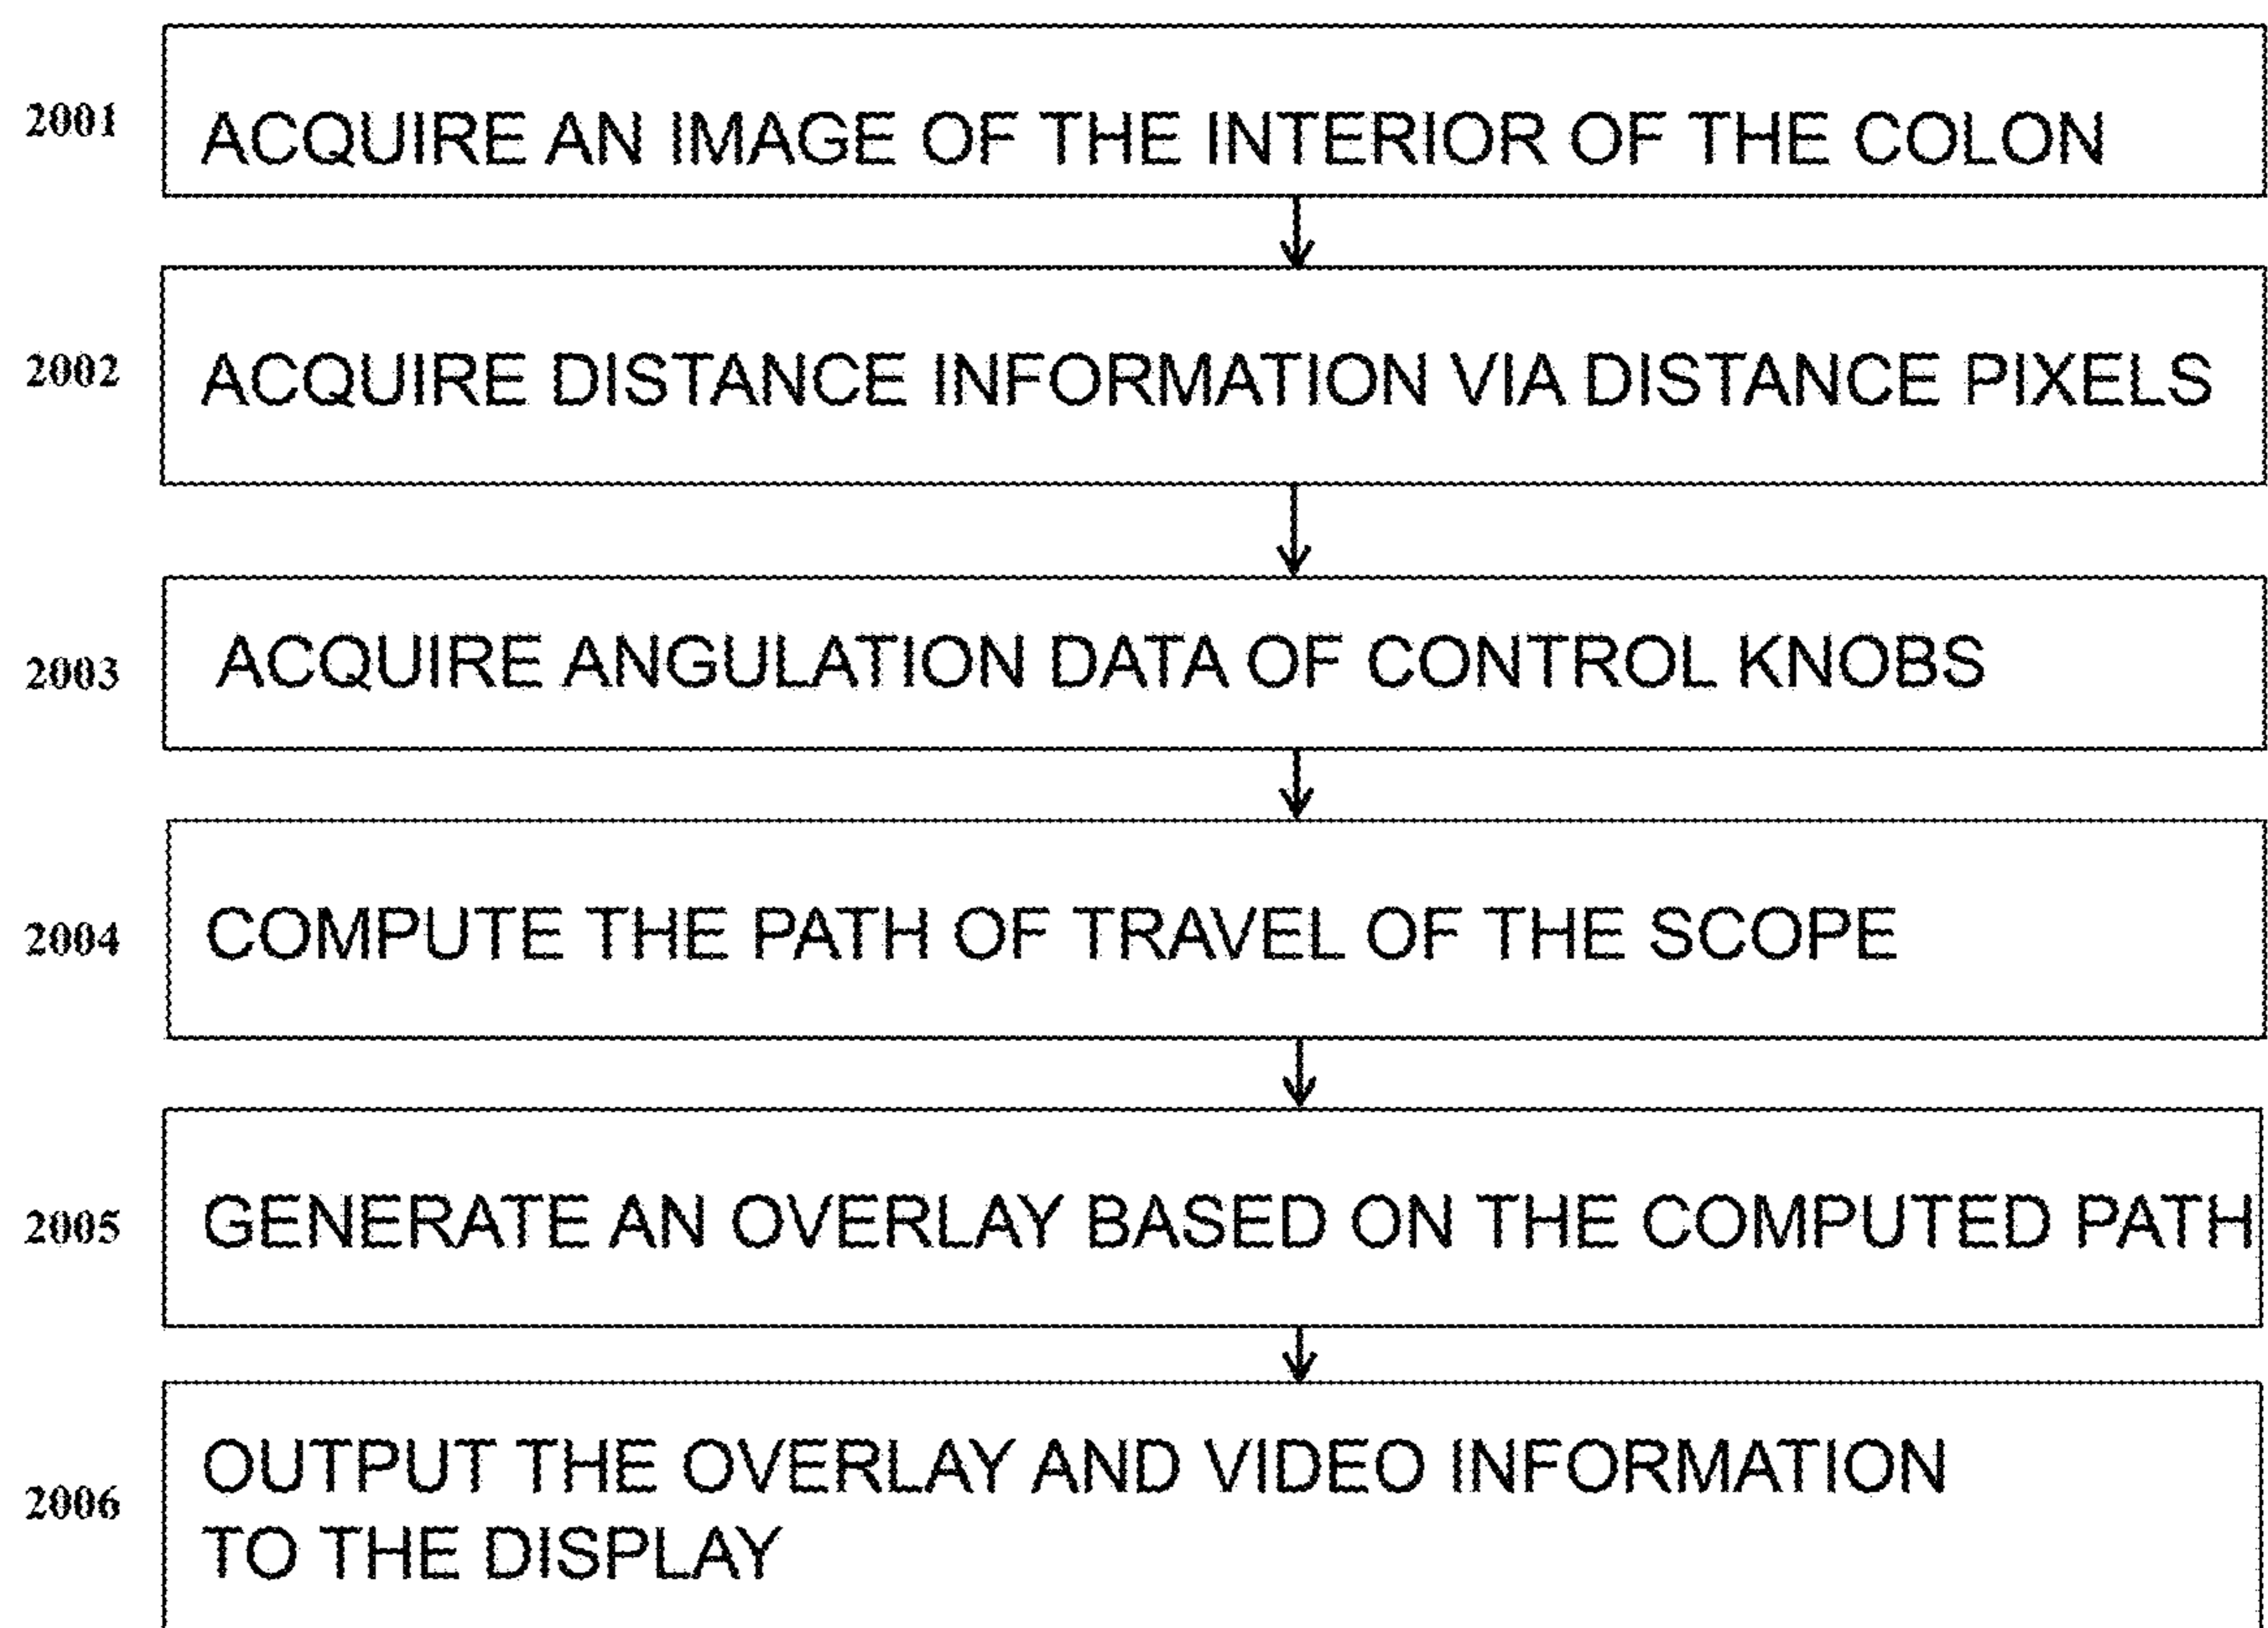 2001
ACQUIRE AN IMAGE OF THE INTERIOR OF THE COLON
2002
ACQUIRE DISTANCE INFORMATION VIA DISTANCE PIXELS
2003
ACQUIRE ANGULATION DATA OF CONTROL KNOBS
2004
COMPUTE THE PATH OF TRAVEL OF THE SCOPE
2005
GENERATE AN OVERLAY BASED ON THE COMPUTED PATH
2006
OUTPUT THE OVERLAY AND VIDEO INFORMATION
TO THE DISPLAY